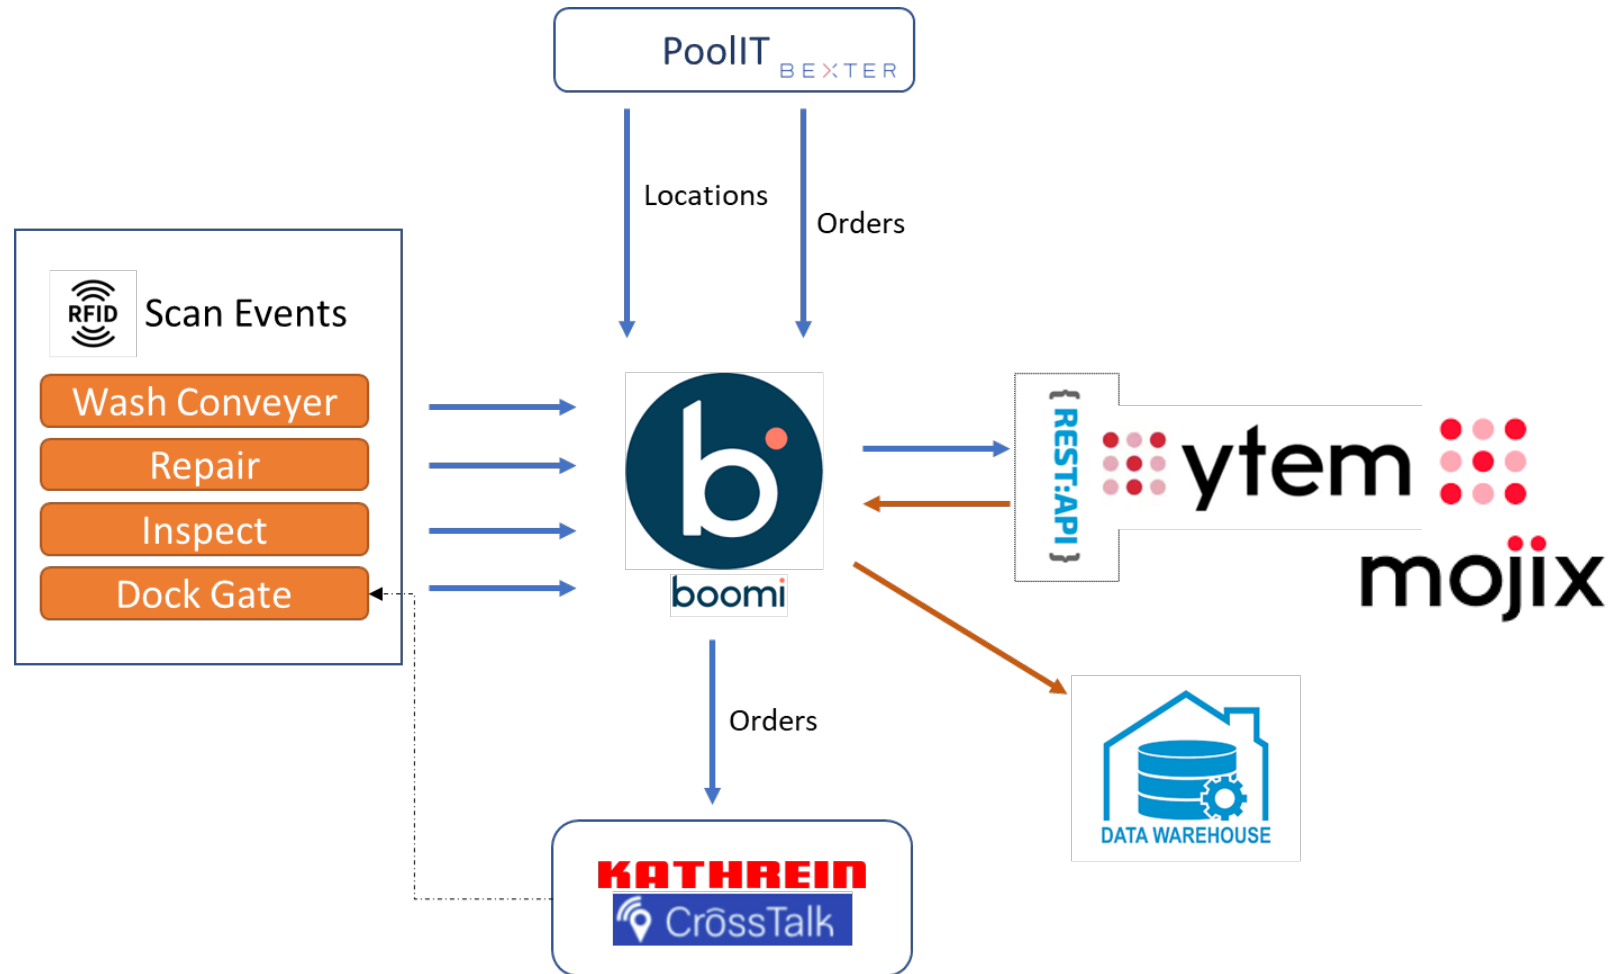 PoolIT
BEXTER
Locations
Orders
RFID
Scan Events
Wash Conveyer
Repair
Inspect
Dock Gate
b
boomi
{ REST:API }
ytem
mojix
Orders
DATA WAREHOUSE
KATHREIN
CrōssTalk